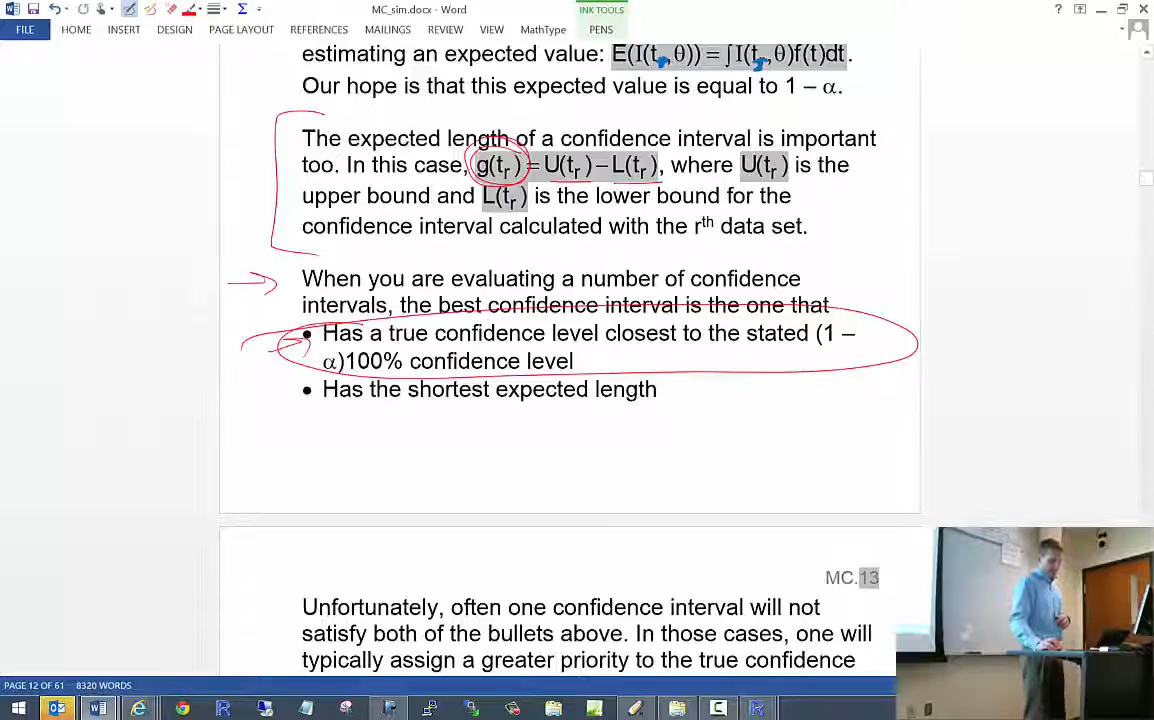 MC_sim.docx - Word
INK TOOLS
FILE HOME INSERT DESIGN PAGE LAYOUT REFERENCES MAILINGS REVIEW VIEW MathType PENS
estimating an expected value: E(I(tr,θ)) = ∫I(tr,θ)f(t)dt.
Our hope is that this expected value is equal to 1 – α.
The expected length of a confidence interval is important
too. In this case, g(tr) = U(tr) − L(tr), where U(tr) is the
upper bound and L(tr) is the lower bound for the
confidence interval calculated with the rth data set.
When you are evaluating a number of confidence
intervals, the best confidence interval is the one that
• Has a true confidence level closest to the stated (1 –
α)100% confidence level
• Has the shortest expected length
MC.13
Unfortunately, often one confidence interval will not
satisfy both of the bullets above. In those cases, one will
typically assign a greater priority to the true confidence
PAGE 12 OF 61 8320 WORDS